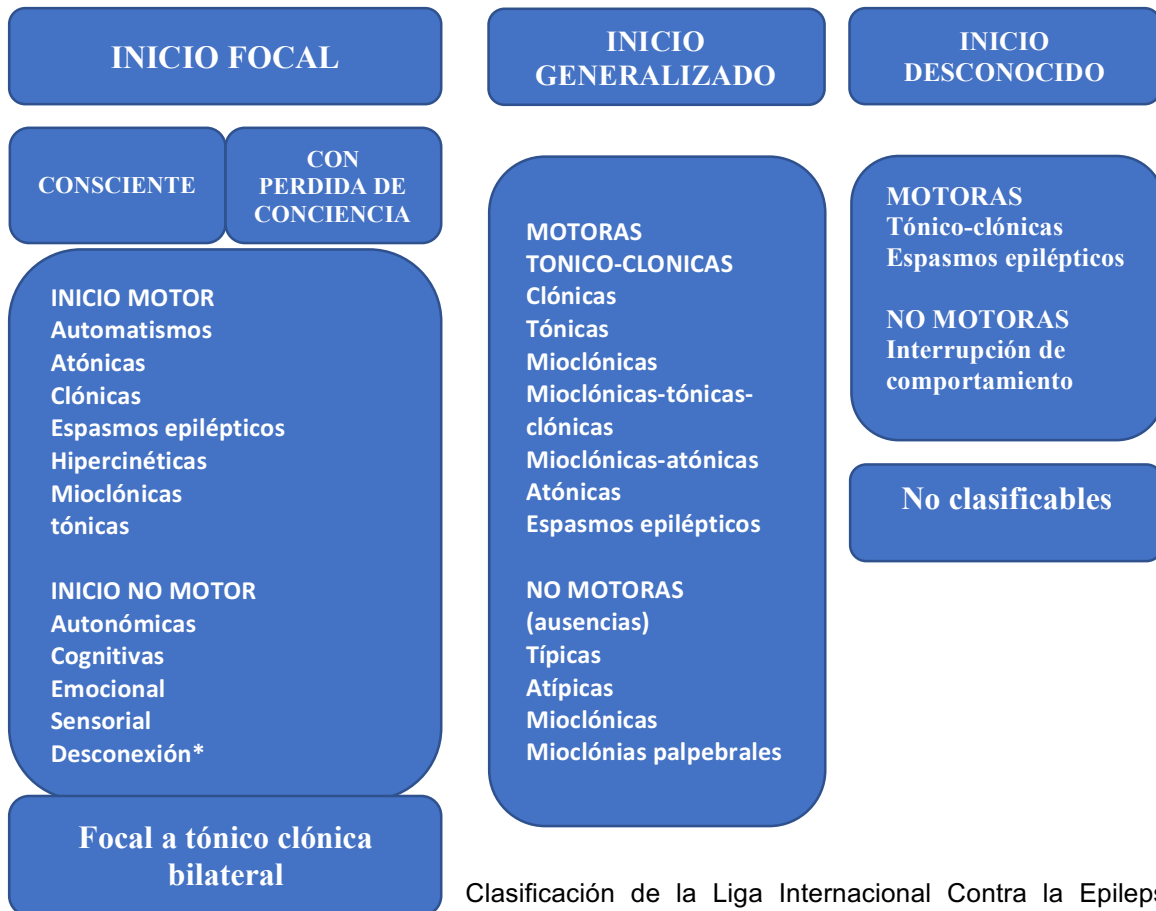 INICIO FOCAL
CONSCIENTE
CON
PERDIDA DE
CONCIENCIA
INICIO MOTOR
Automatismos
Atónicas
Clónicas
Espasmos epilépticos
Hipercinéticas
Mioclónicas
tónicas
INICIO NO MOTOR
Autonómicas
Cognitivas
Emocional
Sensorial
Desconexión*
Focal a tónico clónica
bilateral
INICIO
GENERALIZADO
MOTORAS
TONICO-CLONICAS
Clónicas
Tónicas
Mioclónicas
Mioclónicas-tónicas-
clónicas
Mioclónicas-atónicas
Atónicas
Espasmos epilépticos
NO MOTORAS
(ausencias)
Típicas
Atípicas
Mioclónicas
Mioclónias palpebrales
INICIO
DESCONOCIDO
MOTORAS
Tónico-clónicas
Espasmos epilépticos
NO MOTORAS
Interrupción de
comportamiento
No clasificables
Clasificación de la Liga Internacional Contra la Epileps